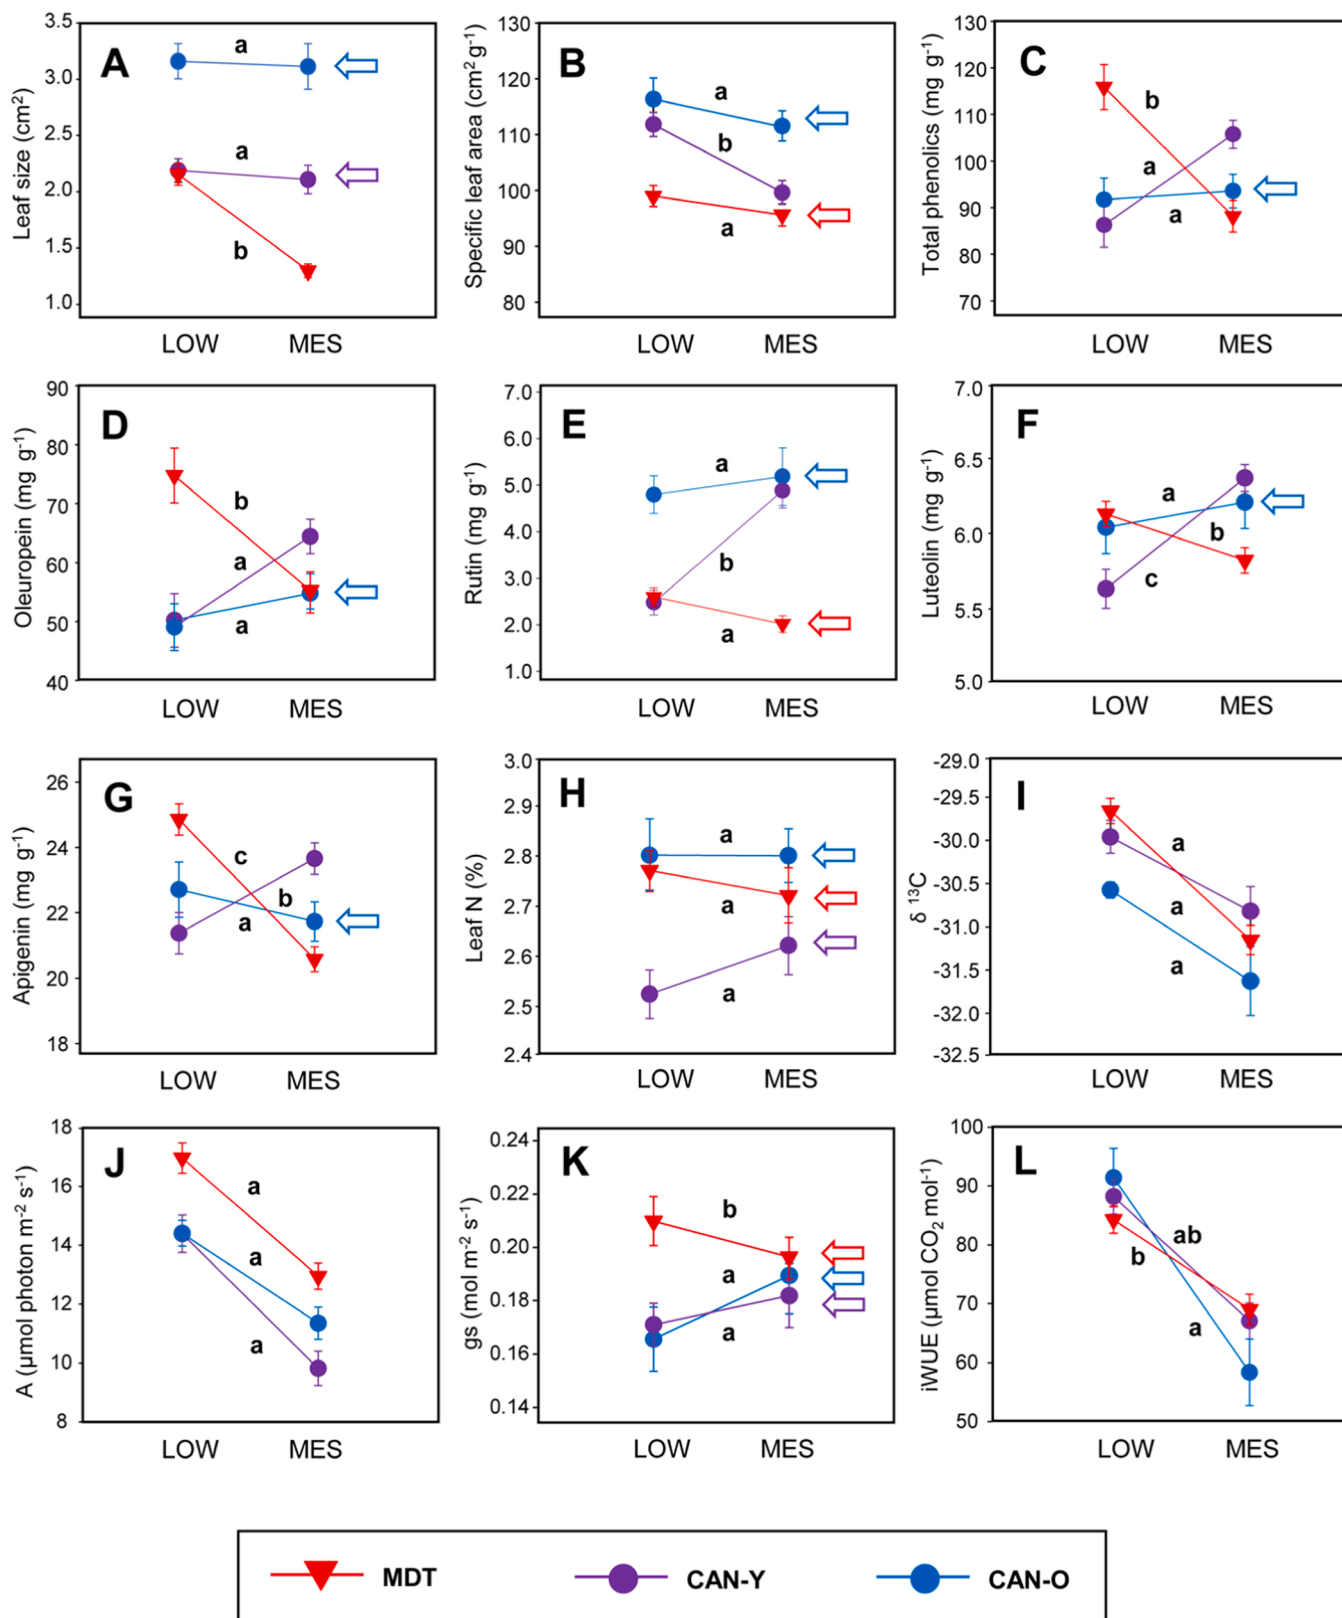 A
Leaf size (cm²)
3.5
3.0
2.5
2.0
1.5
1.0
a
a
b
LOW MES
B
Specific leaf area (cm² g⁻¹)
130
120
110
100
90
80
a
b
a
LOW MES
C
Total phenolics (mg g⁻¹)
130
120
110
100
90
80
70
b
a
a
LOW MES
D
Oleuropein (mg g⁻¹)
90
80
70
60
50
40
b
a
a
LOW MES
E
Rutin (mg g⁻¹)
7.0
6.0
5.0
4.0
3.0
2.0
1.0
a
b
a
LOW MES
F
Luteolin (mg g⁻¹)
7.0
6.5
6.0
5.5
5.0
a
b
c
LOW MES
G
Apigenin (mg g⁻¹)
26
24
22
20
18
c
b
a
LOW MES
H
Leaf N (%)
3.0
2.9
2.8
2.7
2.6
2.5
2.4
a
a
a
LOW MES
I
δ ¹³C
-29.0
-29.5
-30.0
-30.5
-31.0
-31.5
-32.0
-32.5
a
a
a
LOW MES
J
A (µmol photon m⁻² s⁻¹)
18
16
14
12
10
8
a
a
a
LOW MES
K
gs (mol m⁻² s⁻¹)
0.24
0.22
0.20
0.18
0.16
0.14
b
a
a
LOW MES
L
iWUE (µmol CO₂ mol⁻¹)
100
90
80
70
60
50
ab
b
a
LOW MES
MDT CAN-Y CAN-O